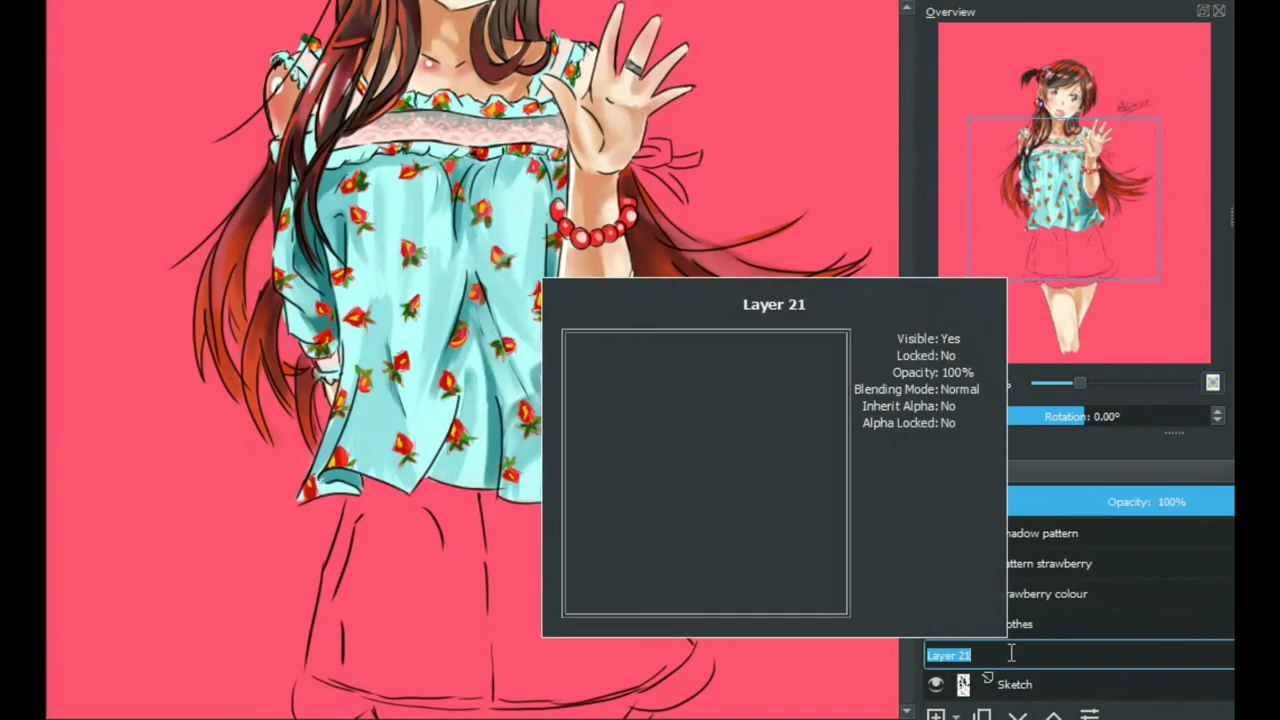 Overview
Layer 21
Visible: Yes
Locked: No
Opacity: 100%
Blending Mode: Normal
Inherit Alpha: No
Alpha Locked: No
Rotation: 0.00°
Opacity: 100%
hadow pattern
attern strawberry
rawberry colour
othes
Layer 21
Sketch